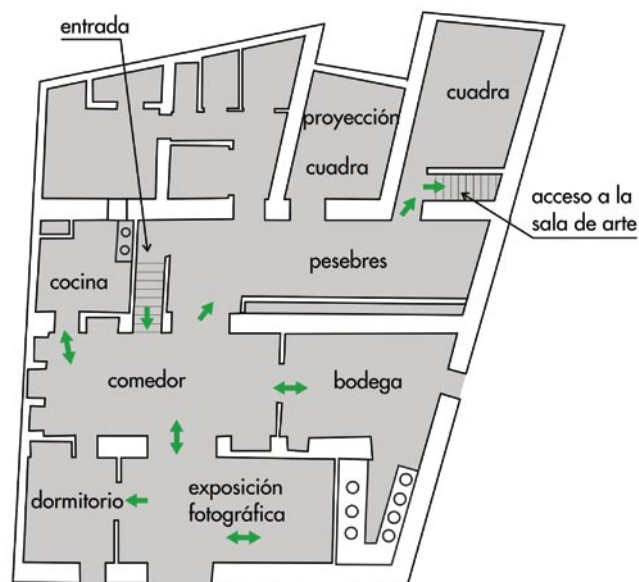 entrada
cuadra
proyección
cuadra
acceso a la
sala de arte
pesebres
cocina
comedor
bodega
dormitorio
exposición
fotográfica